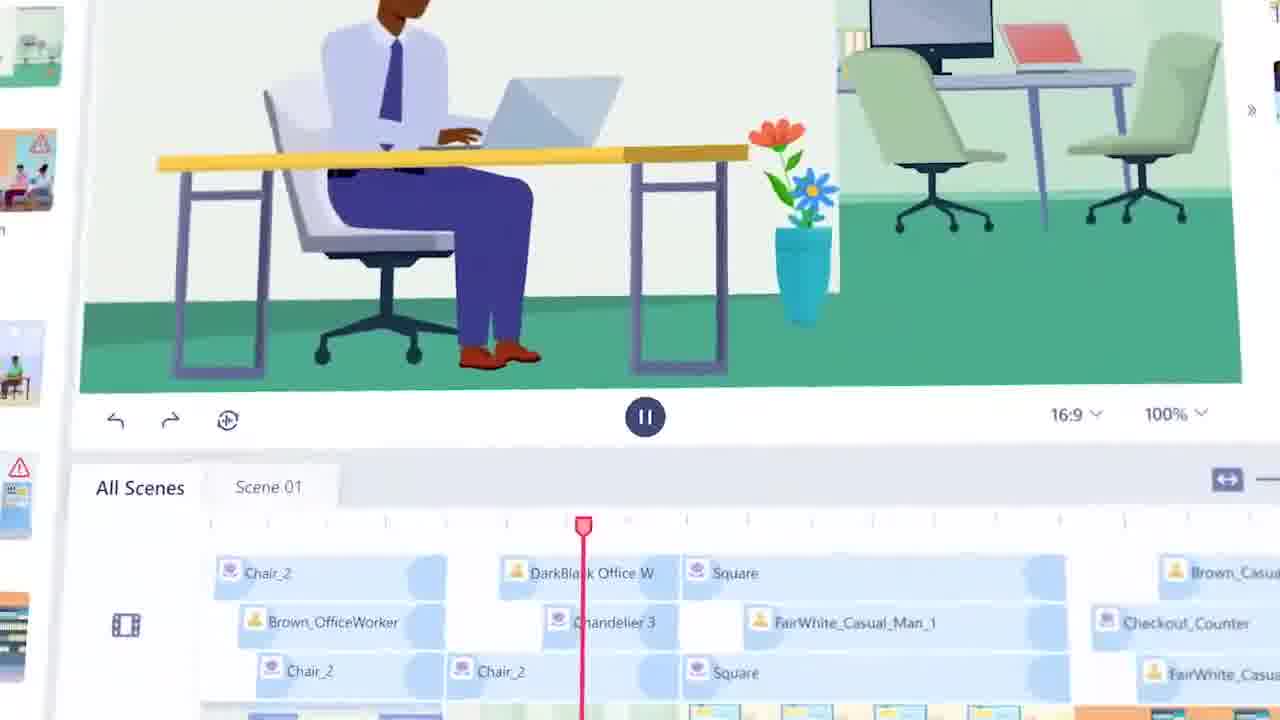 16:9
100%
All Scenes
Scene 01
Chair_2
DarkBlack Office W
Square
Brown_Casua
Brown_OfficeWorker
Chandelier 3
FairWhite_Casual_Man_1
Checkout_Counter
Chair_2
Chair_2
Square
FairWhite_Casua